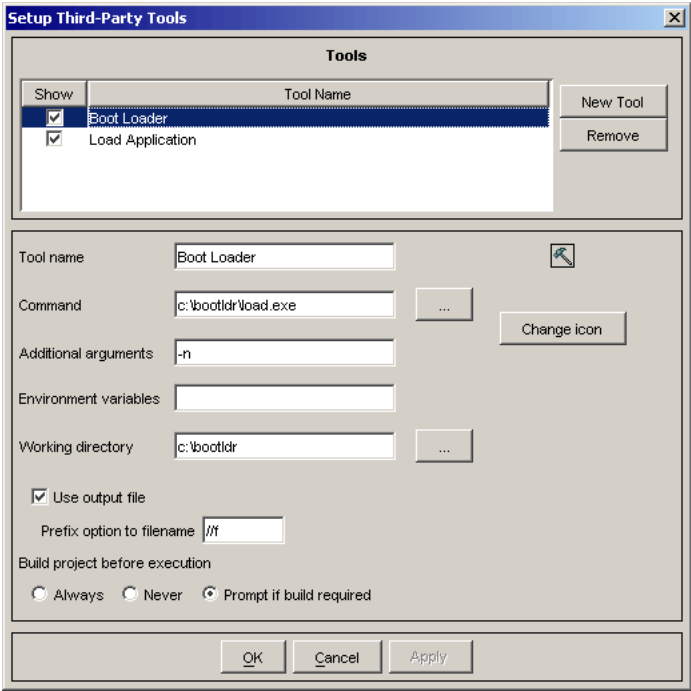 Setup Third-Party Tools
Tools
Show Tool Name
Boot Loader
Load Application
New Tool
Remove
Tool name Boot Loader
Command c:\bootldr\load.exe ...
Change icon
Additional arguments -n
Environment variables
Working directory c:\bootldr ...
Use output file
Prefix option to filename //f
Build project before execution
Always Never Prompt if build required
OK Cancel Apply